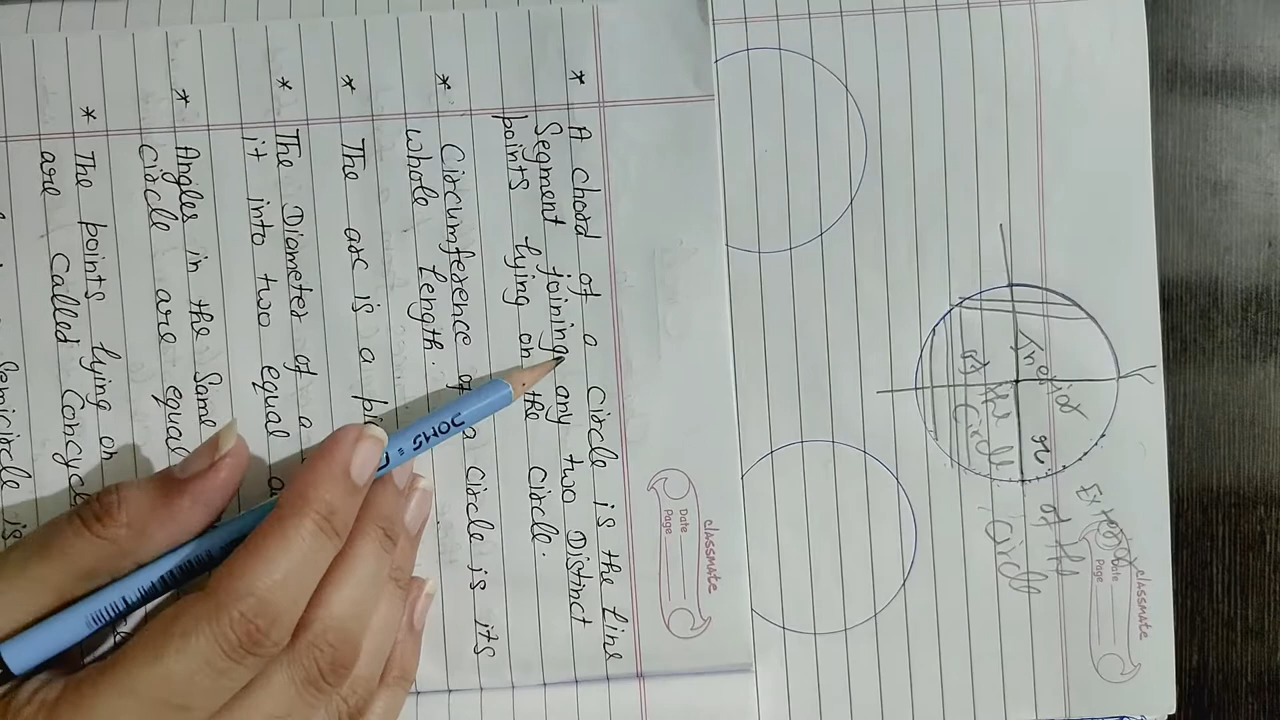 classmate
Date
Page
* A chord of a circle is the line
Segment joining any two Distinct
points lying on the circle.
* Circumference of a circle is its
whole length.
* The arc is a
* The Diameter of a
it into two equal
* Angles in the Same
circle are equal
* The points lying on
are called
Semicircle is
classmate
Date
Page
Exterior
of the
Circle
Interior
of the
Circle
r
DOMS